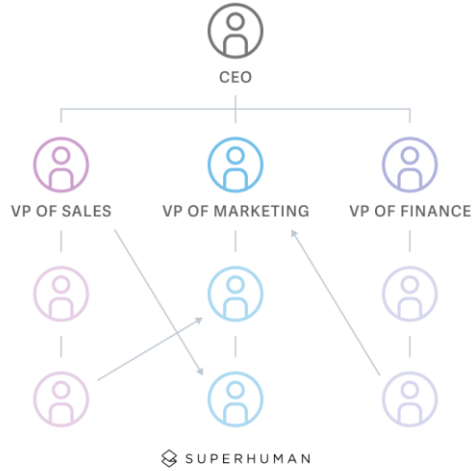 CEO
VP OF SALES
VP OF MARKETING
VP OF FINANCE
SUPERHUMAN